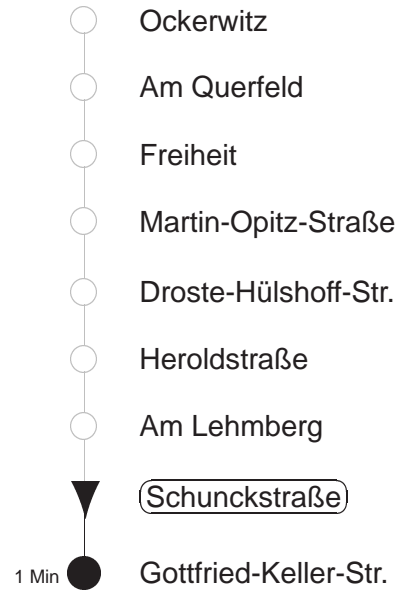 Ockerwitz
Am Querfeld
Freiheit
Martin-Opitz-Straße
Droste-Hülshoff-Str.
Heroldstraße
Am Lehmberg
Schunckstraße
1 Min Gottfried-Keller-Str.